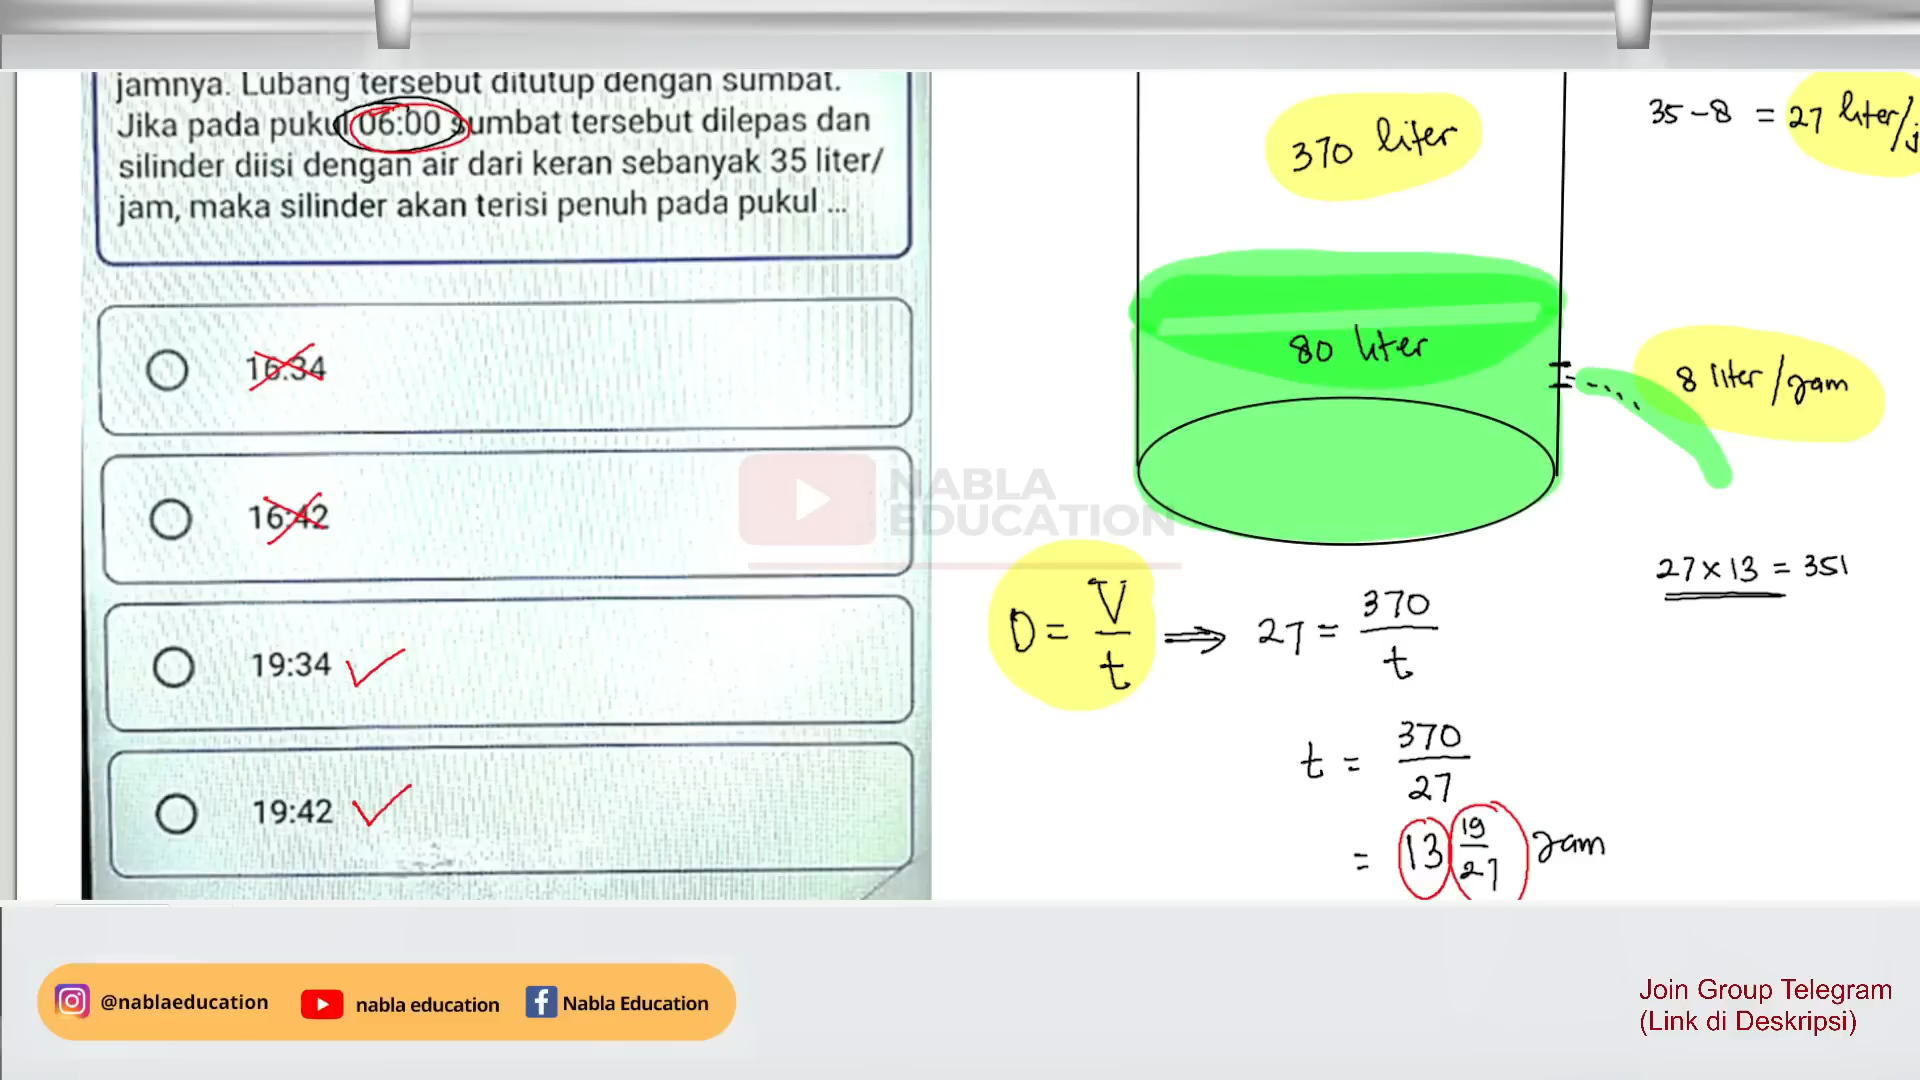 jamnya. Lubang tersebut ditutup dengan sumbat.
Jika pada pukul 06:00 sumbat tersebut dilepas dan
silinder diisi dengan air dari keran sebanyak 35 liter/
jam, maka silinder akan terisi penuh pada pukul ...
16:34
16:42
19:34
19:42
370 liter
35 - 8 = 27 liter/j
80 liter
8 liter/jam
NABLA
EDUCATION
27 x 13 = 351
D = V/t ⇒ 27 = 370/t
t = 370/27
= 13 19/27 jam
@nablaeducation
nabla education
Nabla Education
Join Group Telegram
(Link di Deskripsi)